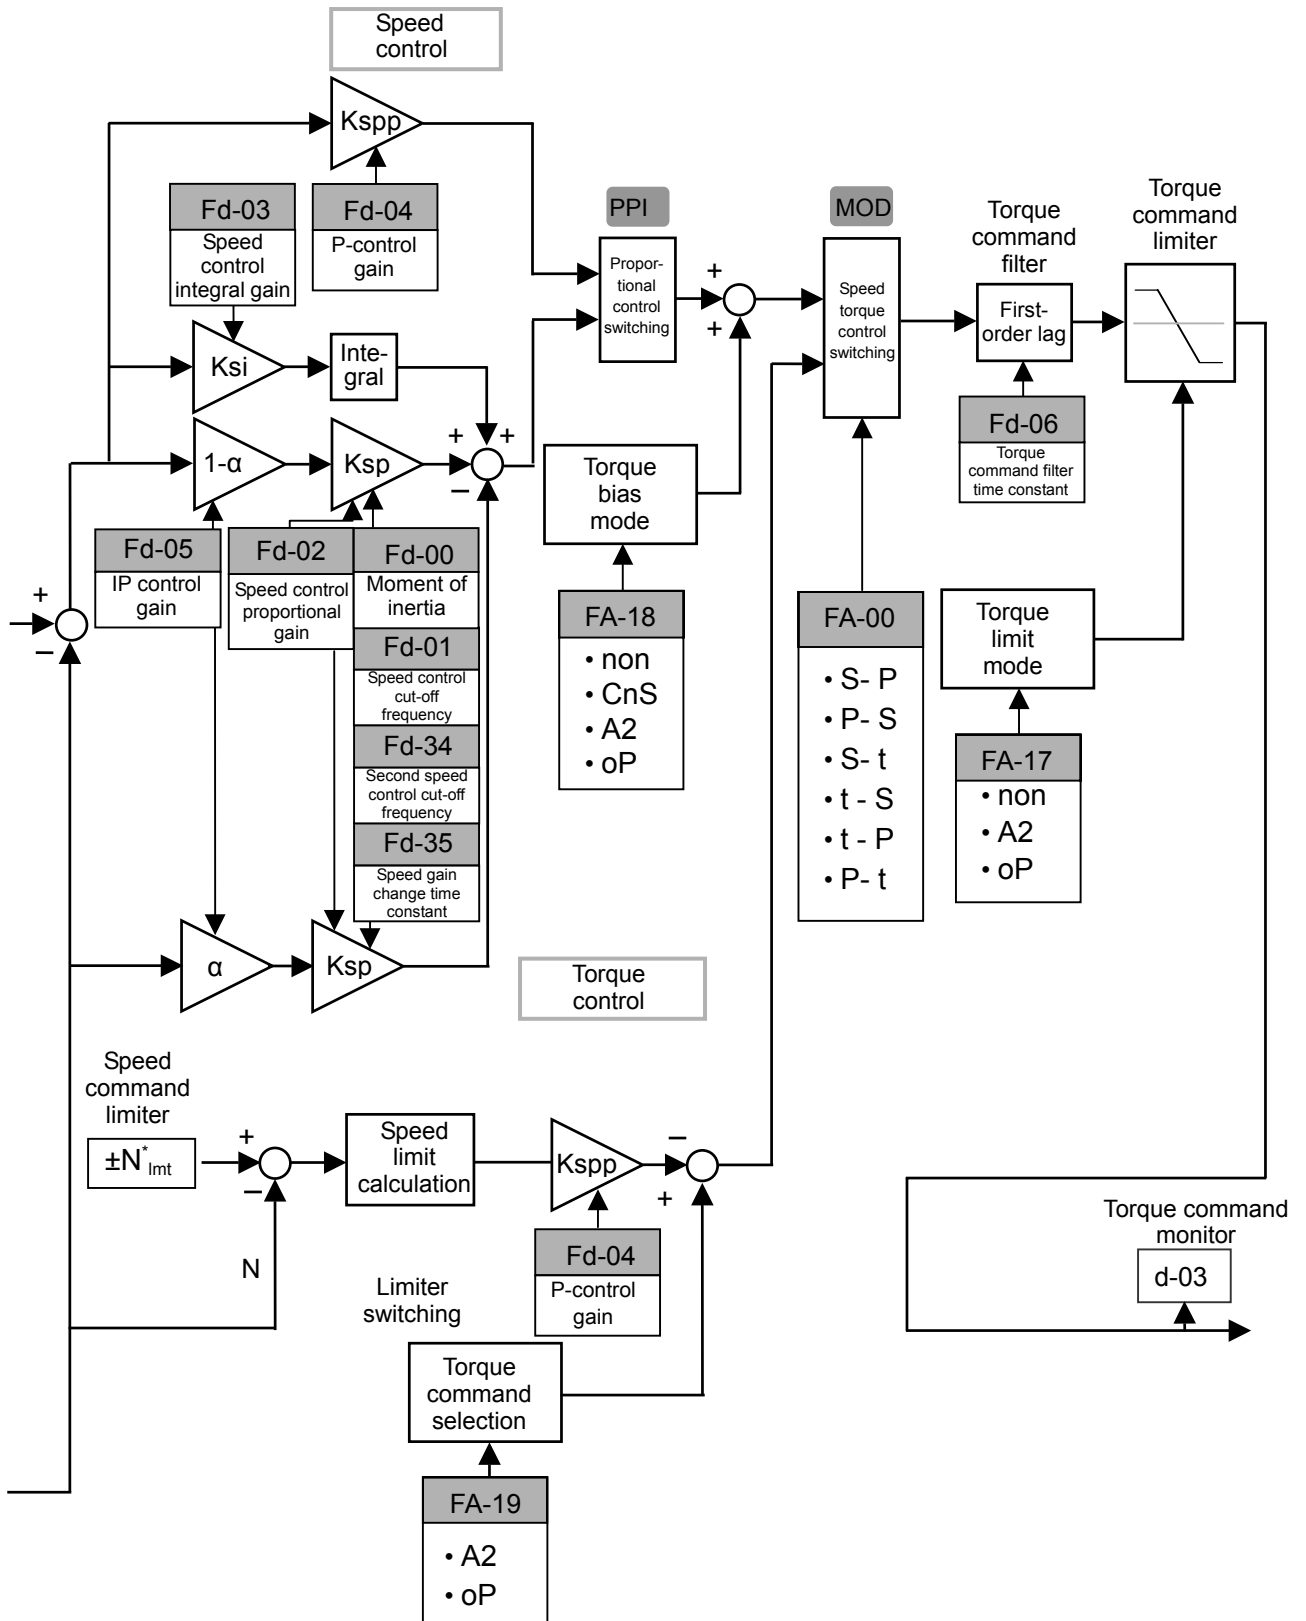 Speed
control
Kspp
Fd-03
Speed
control
integral gain
Fd-04
P-control
gain
PPI
Propor-
tional
control
switching
MOD
Speed
torque
control
switching
Torque
command
filter
First-
order lag
Torque
command
limiter
Ksi
Inte-
gral
+
+
+
+
−
1-α
Ksp
Torque
bias
mode
Fd-06
Torque
command filter
time constant
Fd-05
IP control
gain
Fd-02
Speed control
proportional
gain
Fd-00
Moment of
inertia
Fd-01
Speed control
cut-off
frequency
Fd-34
Second speed
control cut-off
frequency
Fd-35
Speed gain
change time
constant
+
−
FA-18
• non
• CnS
• A2
• oP
FA-00
• S- P
• P- S
• S- t
• t - S
• t - P
• P- t
Torque
limit
mode
FA-17
• non
• A2
• oP
α
Ksp
Torque
control
Speed
command
limiter
±N*lmt
+
−
N
Speed
limit
calculation
Kspp
−
+
Fd-04
P-control
gain
Limiter
switching
Torque
command
selection
FA-19
• A2
• oP
Torque command
monitor
d-03